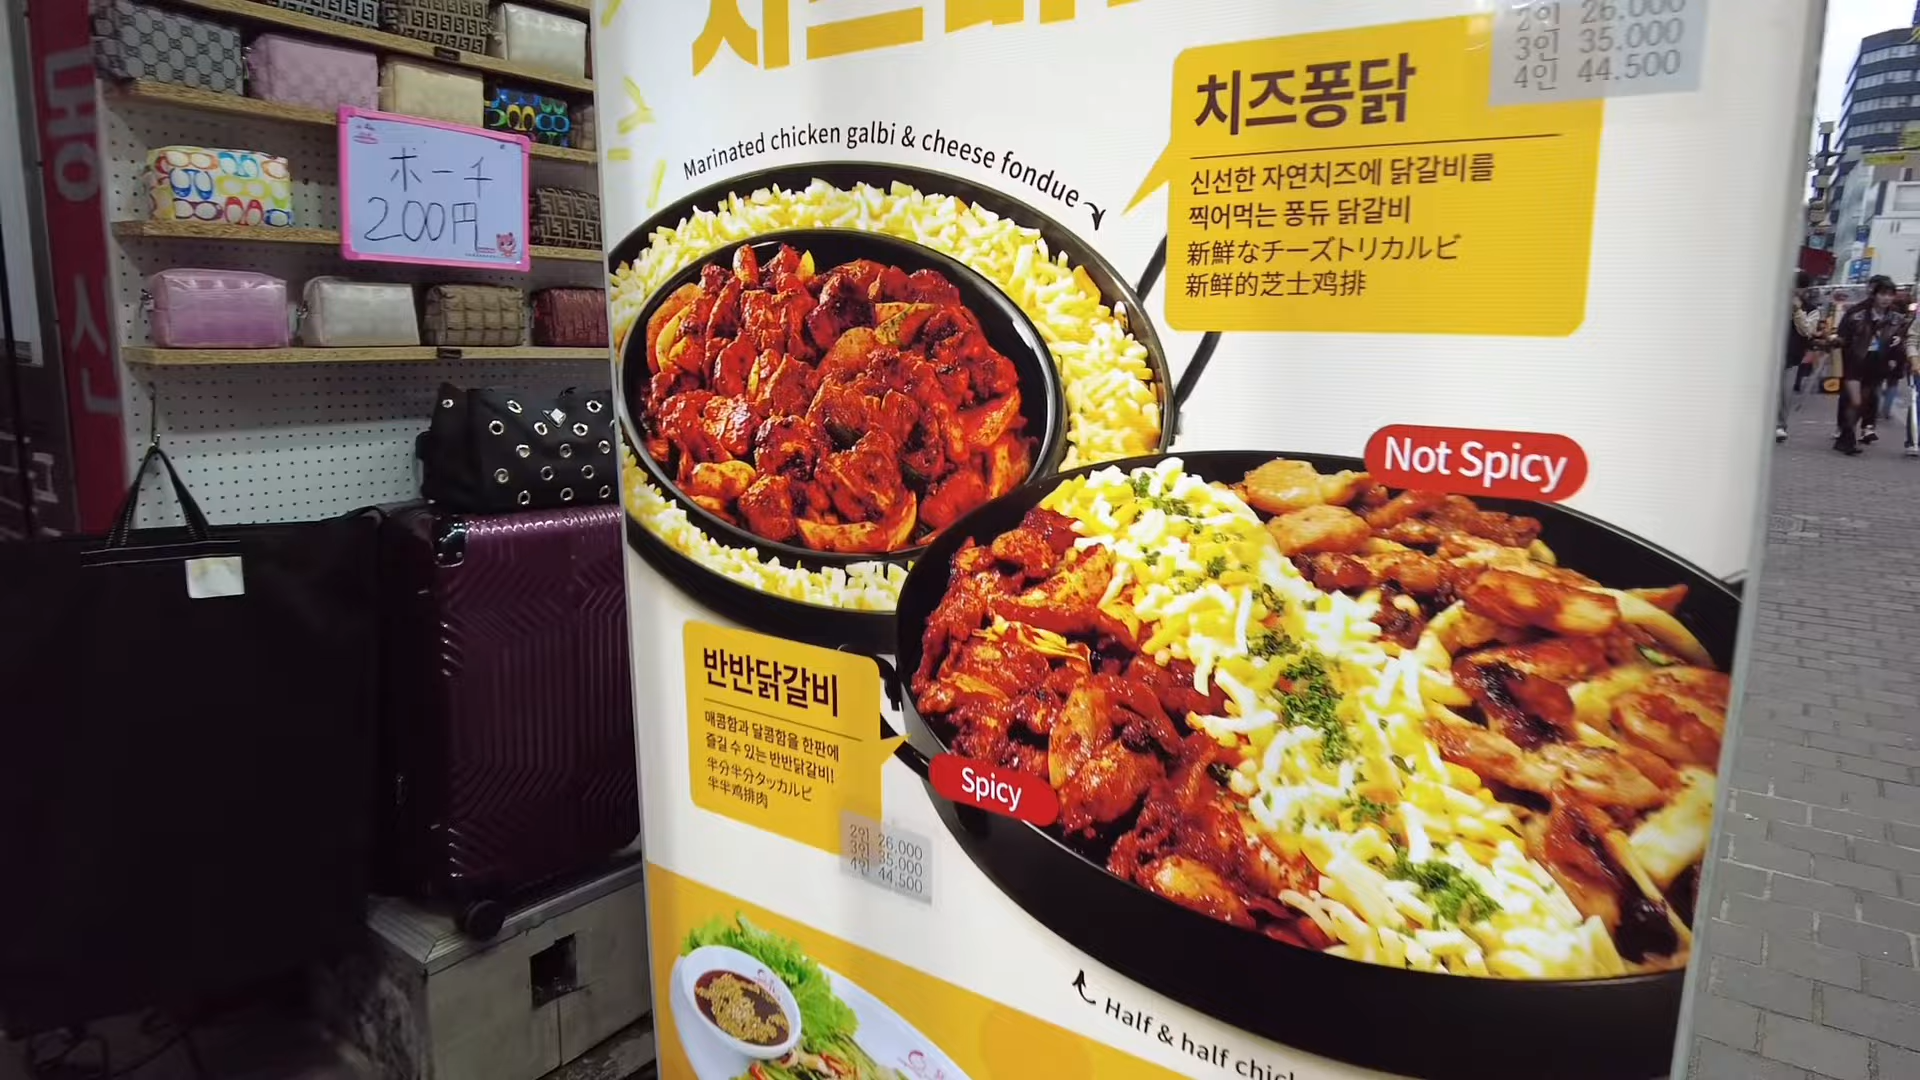 ポーチ
200円
Marinated chicken galbi & cheese fondue
2인 26.000
3인 35.000
4인 44.500
치즈퐁닭
신선한 자연치즈에 닭갈비를
찍어먹는 퐁듀 닭갈비
新鮮なチーズトリカルビ
新鲜的芝士鸡排
Not Spicy
반반닭갈비
매콤함과 달콤함을 한판에
즐길 수 있는 반반닭갈비!
半分半分タッカルビ
半半鸡排肉
Spicy
2인 26.000
3인 35.000
4인 44.500
Half & half